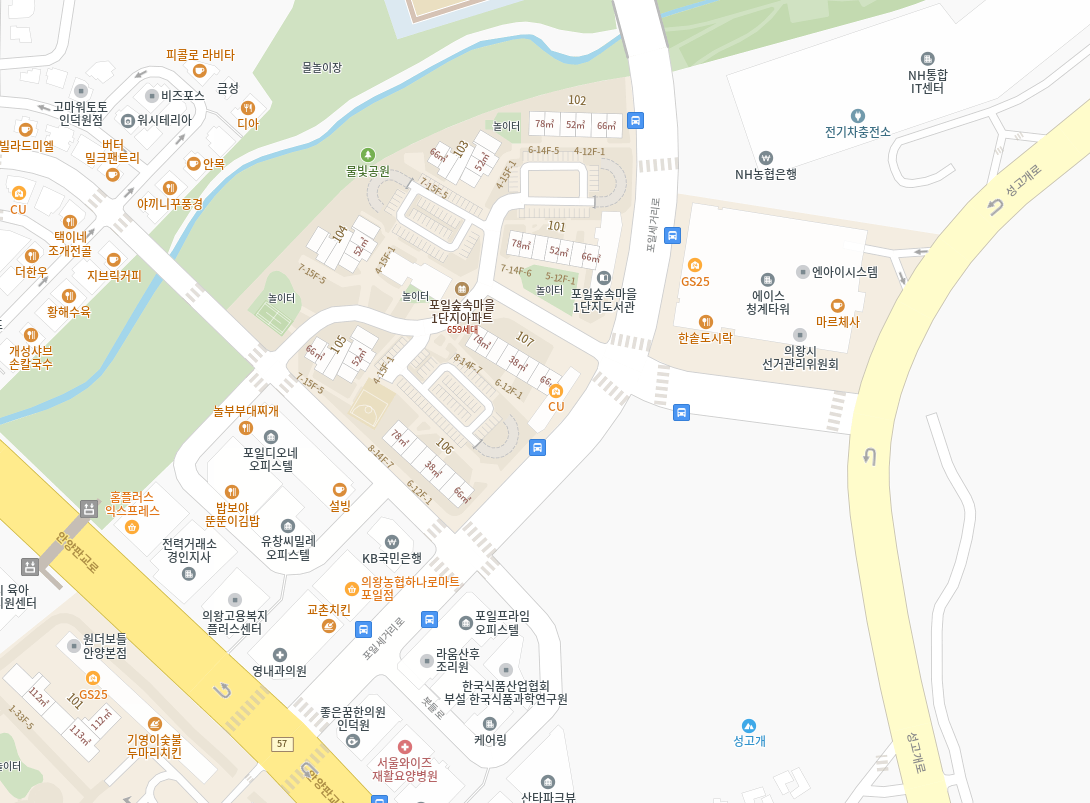 피콜로 라비타
물놀이장
금성
NH통합
IT센터
고마워토토
인덕원점
비즈포스
워시테리아
디아
102
78㎡
52㎡
66㎡
놀이터
전기차충전소
빌라드미엘
버터
밀크팬트리
안목
물빛공원
103
66㎡
52㎡
6-14F-5
4-12F-1
NH농협은행
성고개로
CU
야끼니꾸풍경
7-15F-5
4-15F-1
택이네
조개전골
104
52㎡
4-15F-1
7-15F-5
101
78㎡
52㎡
66㎡
7-14F-6
5-12F-1
포일세거리로
더한우
지브릭커피
GS25
엔아이시스템
황해수육
놀이터
놀이터
놀이터
포일숲속마을
1단지도서관
에이스
청계타워
마르체사
포일숲속마을
1단지아파트
659세대
개성샤브
손칼국수
한솥도시락
의왕시
선거관리위원회
105
66㎡
52㎡
7-15F-5
4-15F-1
107
78㎡
38㎡
66㎡
8-14F-7
6-12F-1
CU
놀부부대찌개
포일디오네
오피스텔
106
78㎡
38㎡
66㎡
8-14F-7
6-12F-1
홈플러스
익스프레스
밥보야
뚠뚠이김밥
설빙
안양판교로
전력거래소
경인지사
유창씨밀레
오피스텔
KB국민은행
육아
의왕농협하나로마트
포일점
의왕고용복지
플러스센터
교촌치킨
포일세거리로
포일프라임
오피스텔
원더보틀
안양본점
영내과의원
라움산후
조리원
한국식품산업협회
부설 한국식품과학연구원
GS25
101
112㎡
112㎡
113㎡
1-33F-5
붓들로
좋은꿈한의원
인덕원
케어링
기영이숯불
두마리치킨
57
서울와이즈
재활요양병원
성고개
성고개로
놀이터
안양판교로
산타파크뷰